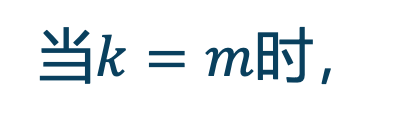 当k = m时,